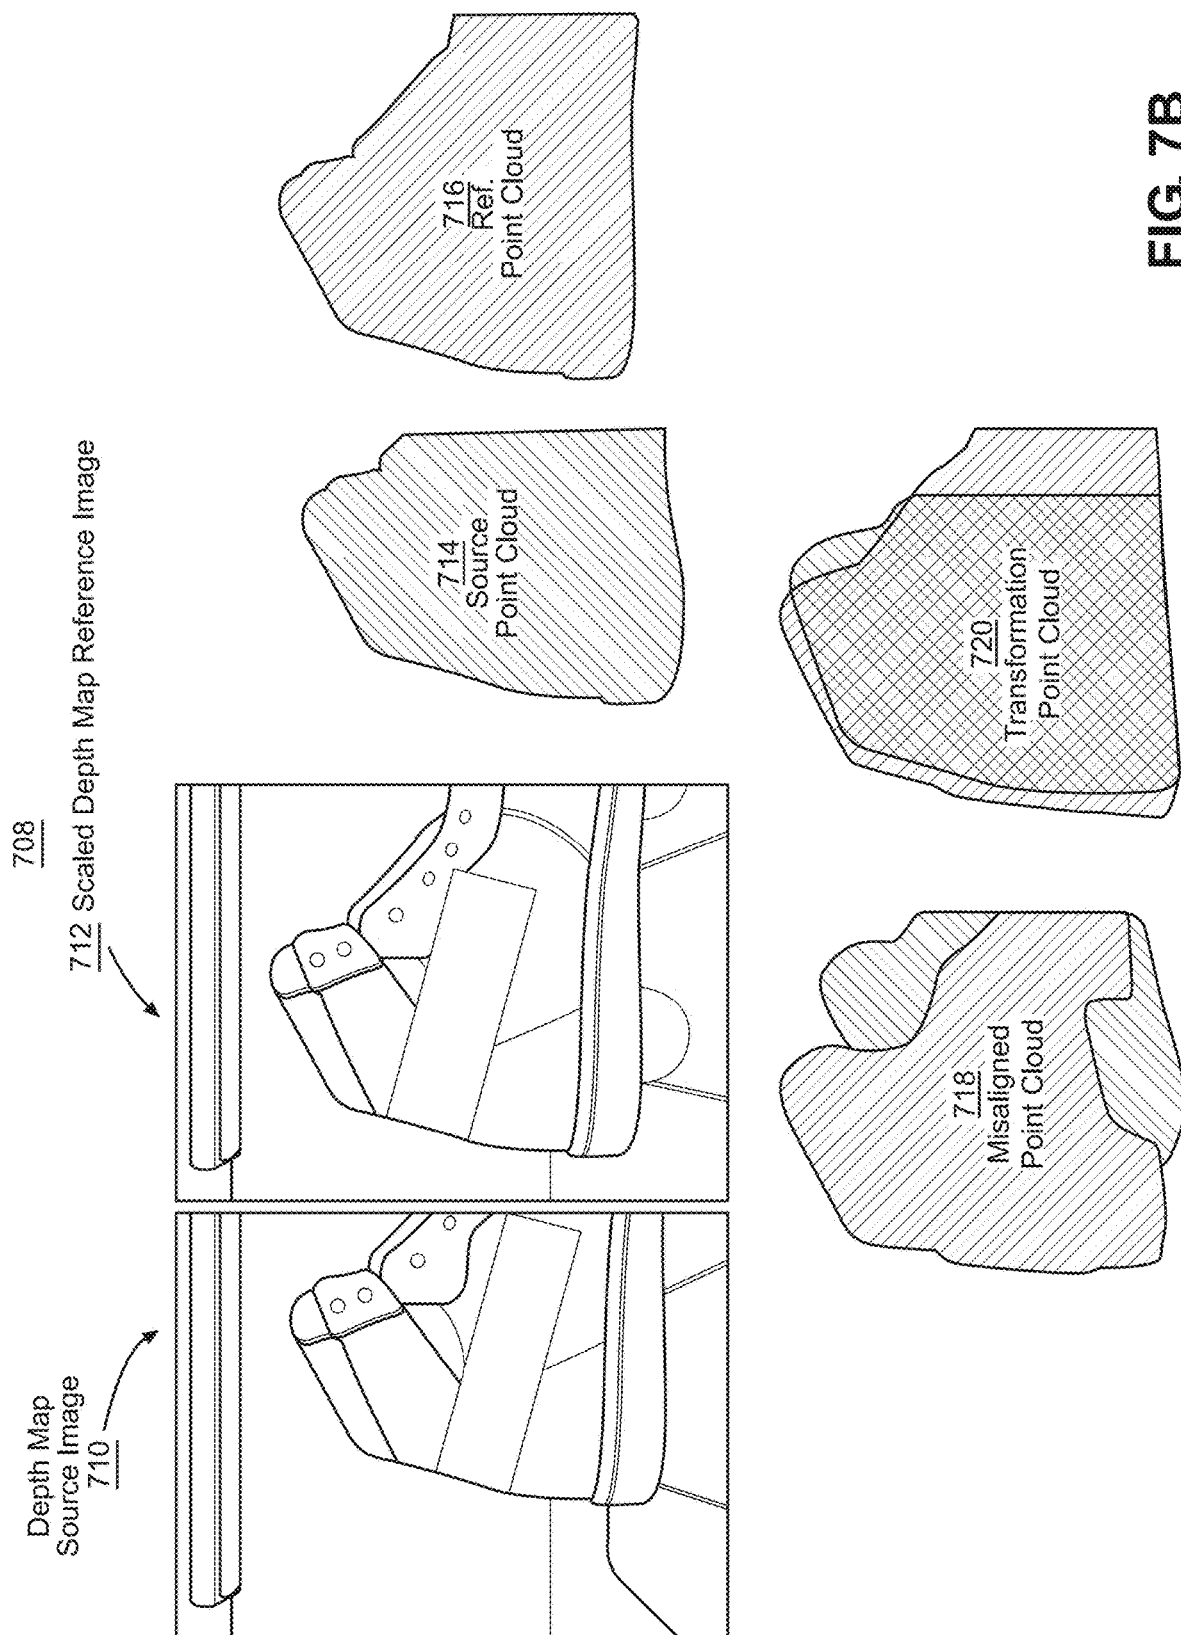 708
Depth Map
Source Image
710
712 Scaled Depth Map Reference Image
714
Source
Point Cloud
716
Ref.
Point Cloud
718
Misaligned
Point Cloud
720
Transformation
Point Cloud
FIG. 7B